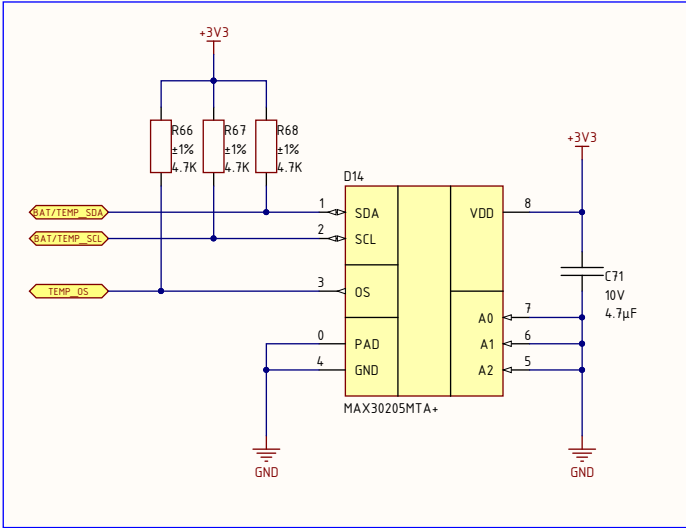 +3V3
R66
±1%
4.7K
R67
±1%
4.7K
R68
±1%
4.7K
+3V3
D14
BAT/TEMP_SDA
1
SDA
VDD
8
BAT/TEMP_SCL
2
SCL
C71
10V
4.7µF
TEMP_OS
3
OS
A0
7
0
PAD
A1
6
4
GND
A2
5
MAX30205MTA+
GND
GND